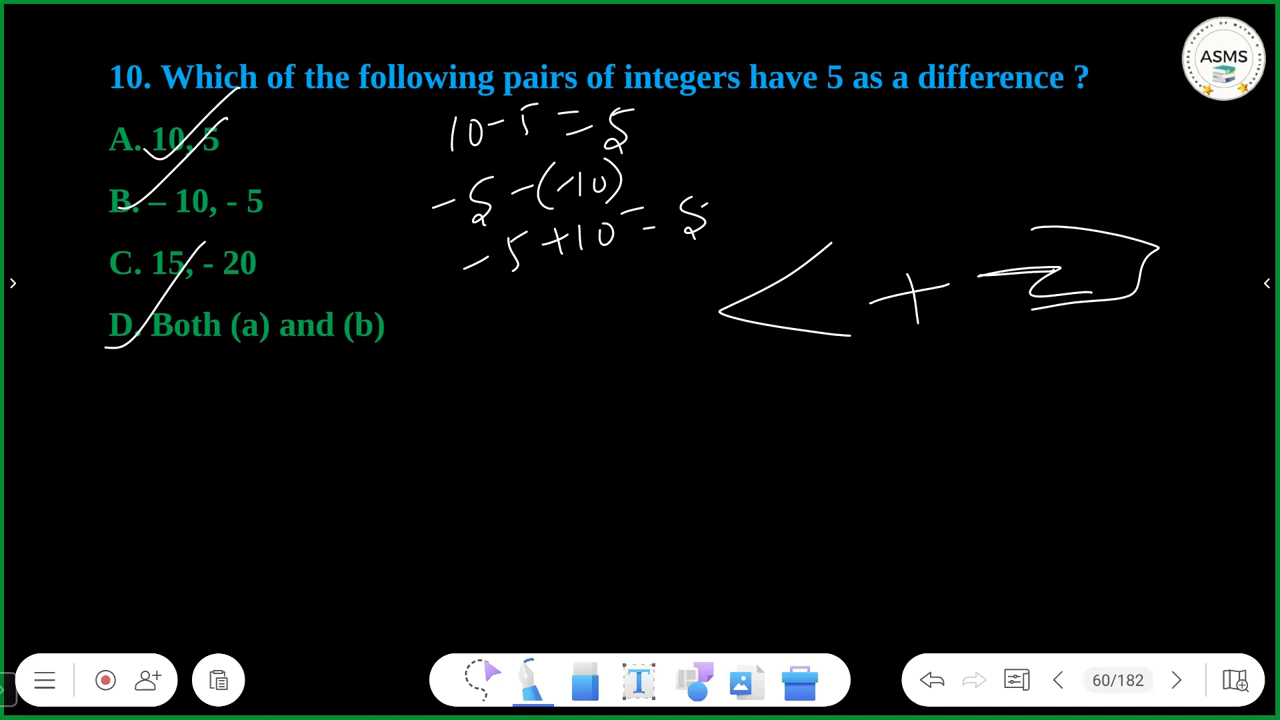 10. Which of the following pairs of integers have 5 as a difference ?
A. 10, 5
B. – 10, - 5
C. 15, - 20
D. Both (a) and (b)
10 - 5 = 5
- 5 - (-10)
- 5 + 10 = 5
ASMS
60/182